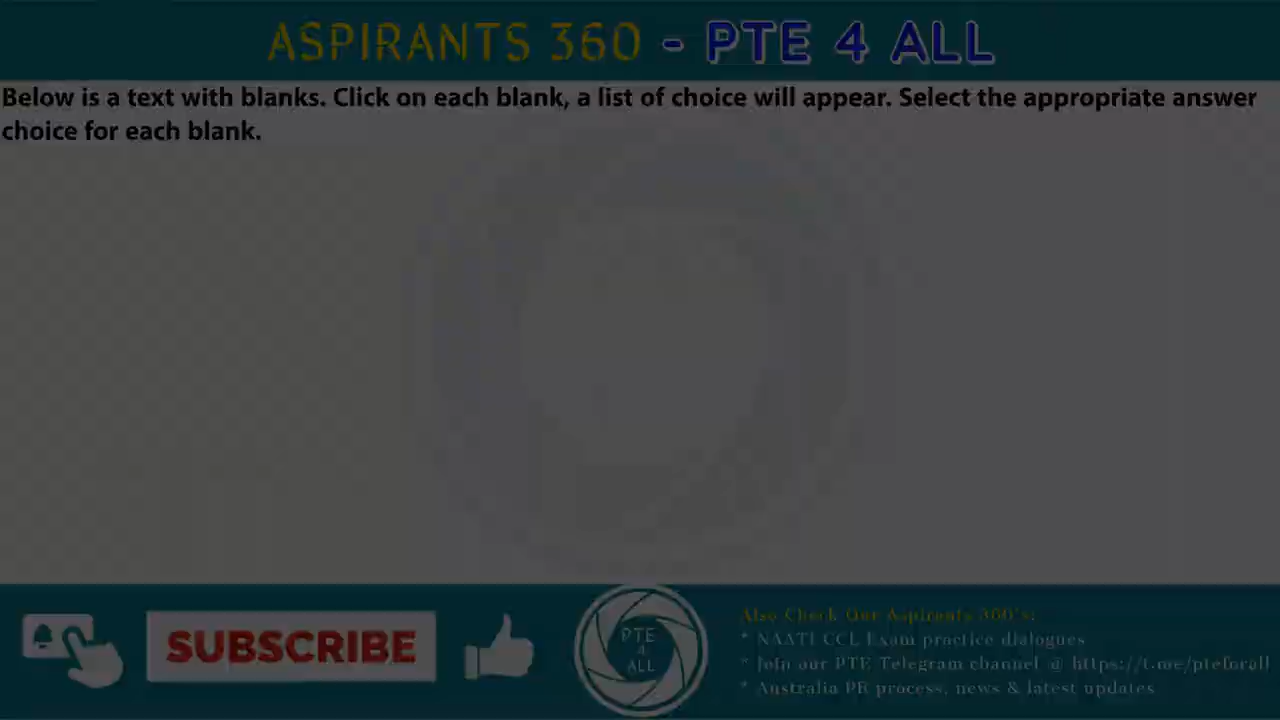 ASPIRANTS 360 - PTE 4 ALL
Below is a text with blanks. Click on each blank, a list of choice will appear. Select the appropriate answer
choice for each blank.
SUBSCRIBE
PTE
4
ALL
Also Check Our Aspirants 360's:
* NAATI CCL Exam practice dialogues
* Join our PTE Telegram channel @ https://t.me/pteforall
* Australia PR process, news & latest updates